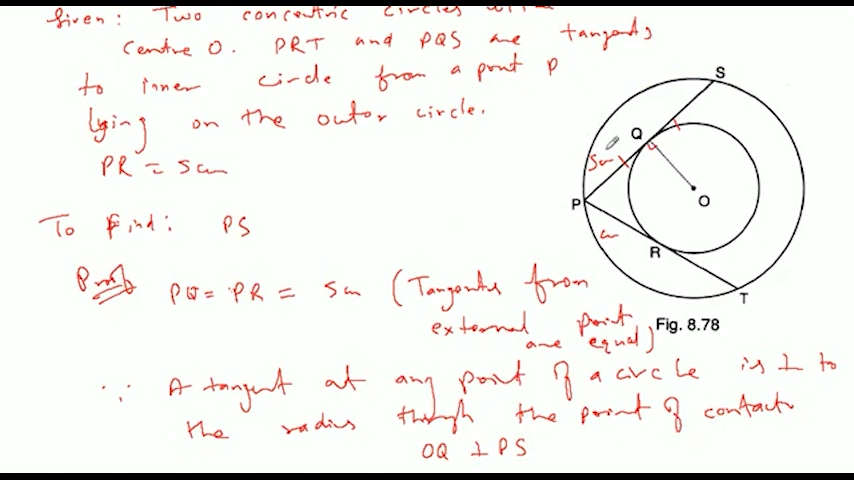 Given: Two concentric circles with
centre O. PRT and PQS are tangents
to inner circle from a point P
lying on the outer circle.
PR = 5cm
To find: PS
Proof
PQ = PR = 5cm (Tangents from
external point
are equal)
∵ A tangent at any point of a circle is ⊥ to
the radius through the point of contact
OQ ⊥ PS
S
Q
5cm
P
O
cm
R
T
Fig. 8.78